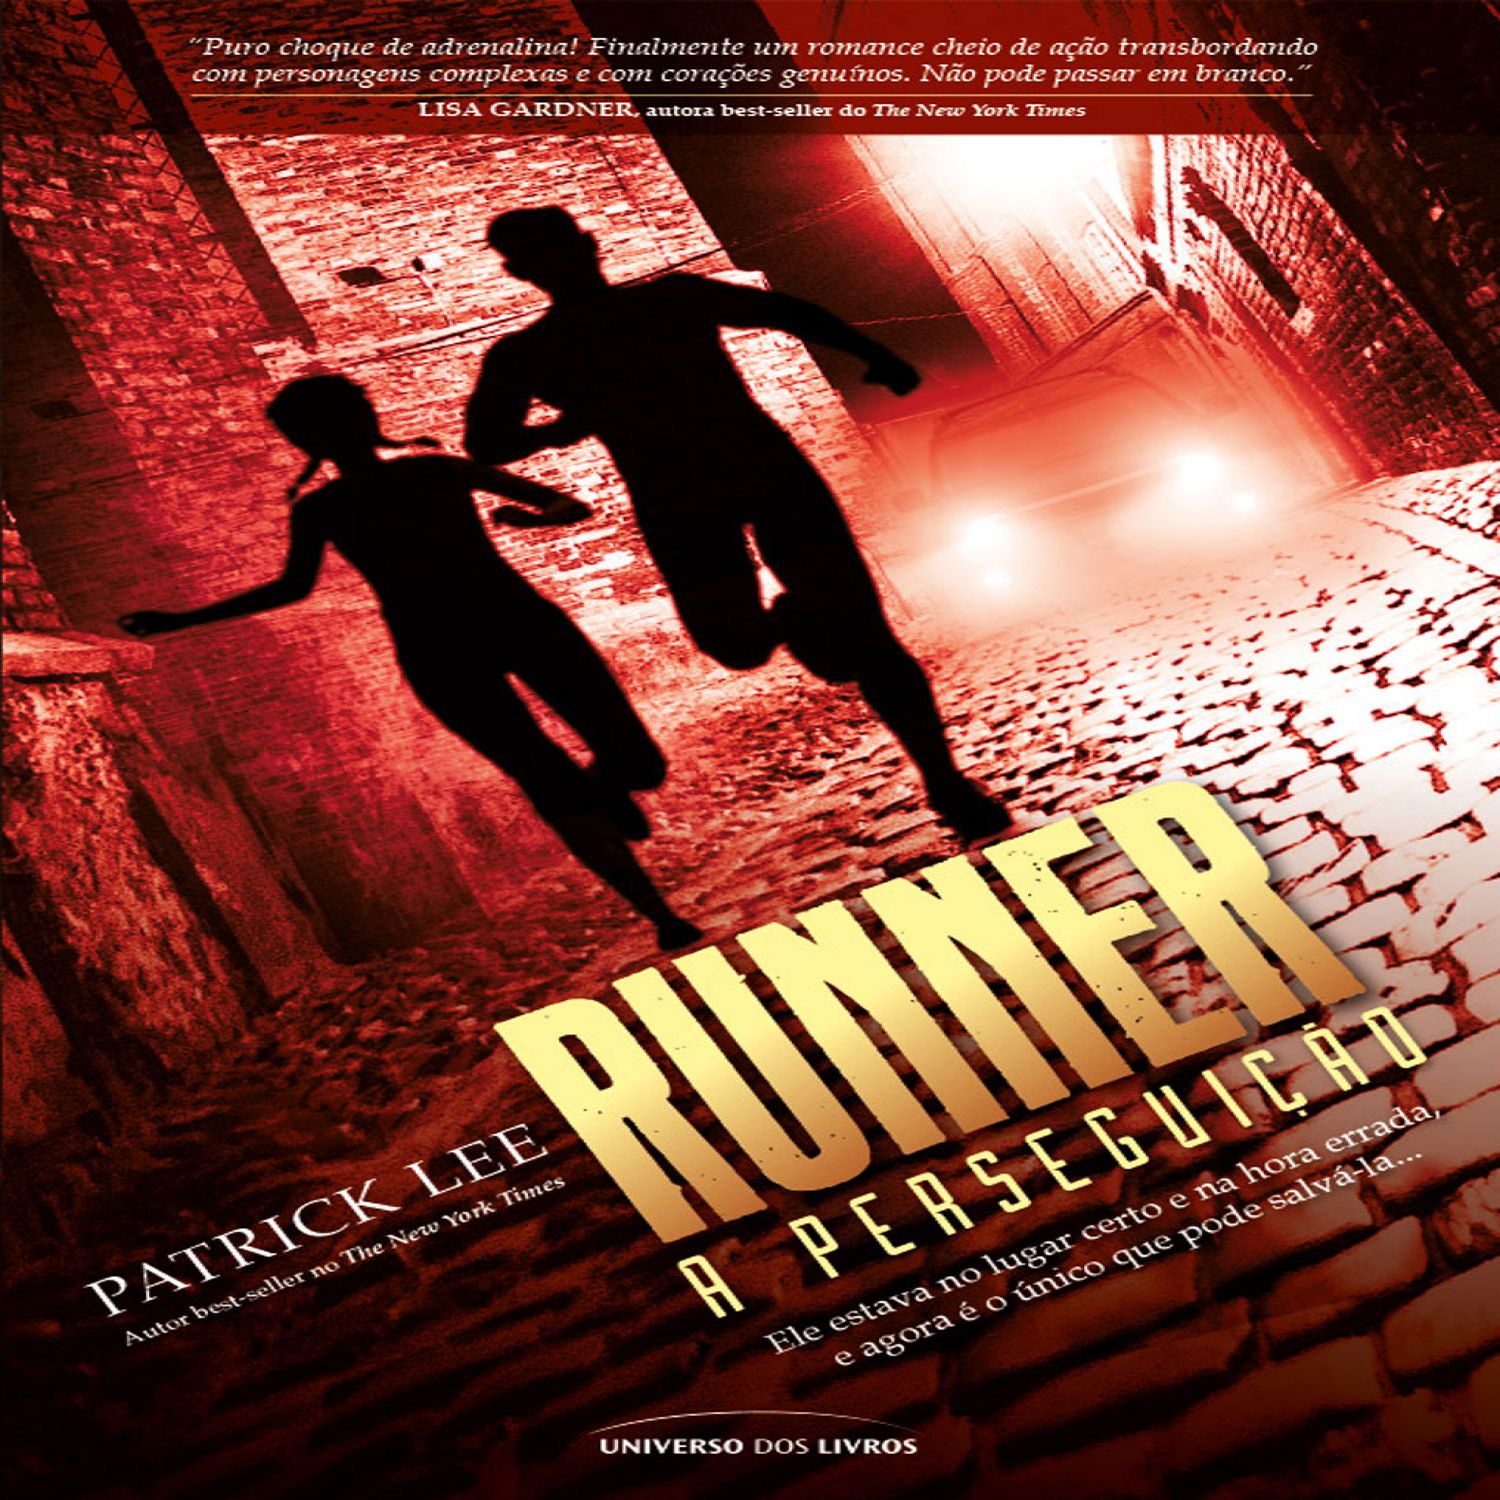 “Puro choque de adrenalina! Finalmente um romance cheio de ação transbordando
com personagens complexas e com corações genuínos. Não pode passar em branco.”
LISA GARDNER, autora best-seller do The New York Times
RUNNER
A PERSEGUIÇÃO
PATRICK LEE
Autor best-seller no The New York Times
Ele estava no lugar certo e na hora errada,
e agora é o único que pode salvá-la...
UNIVERSO DOS LIVROS